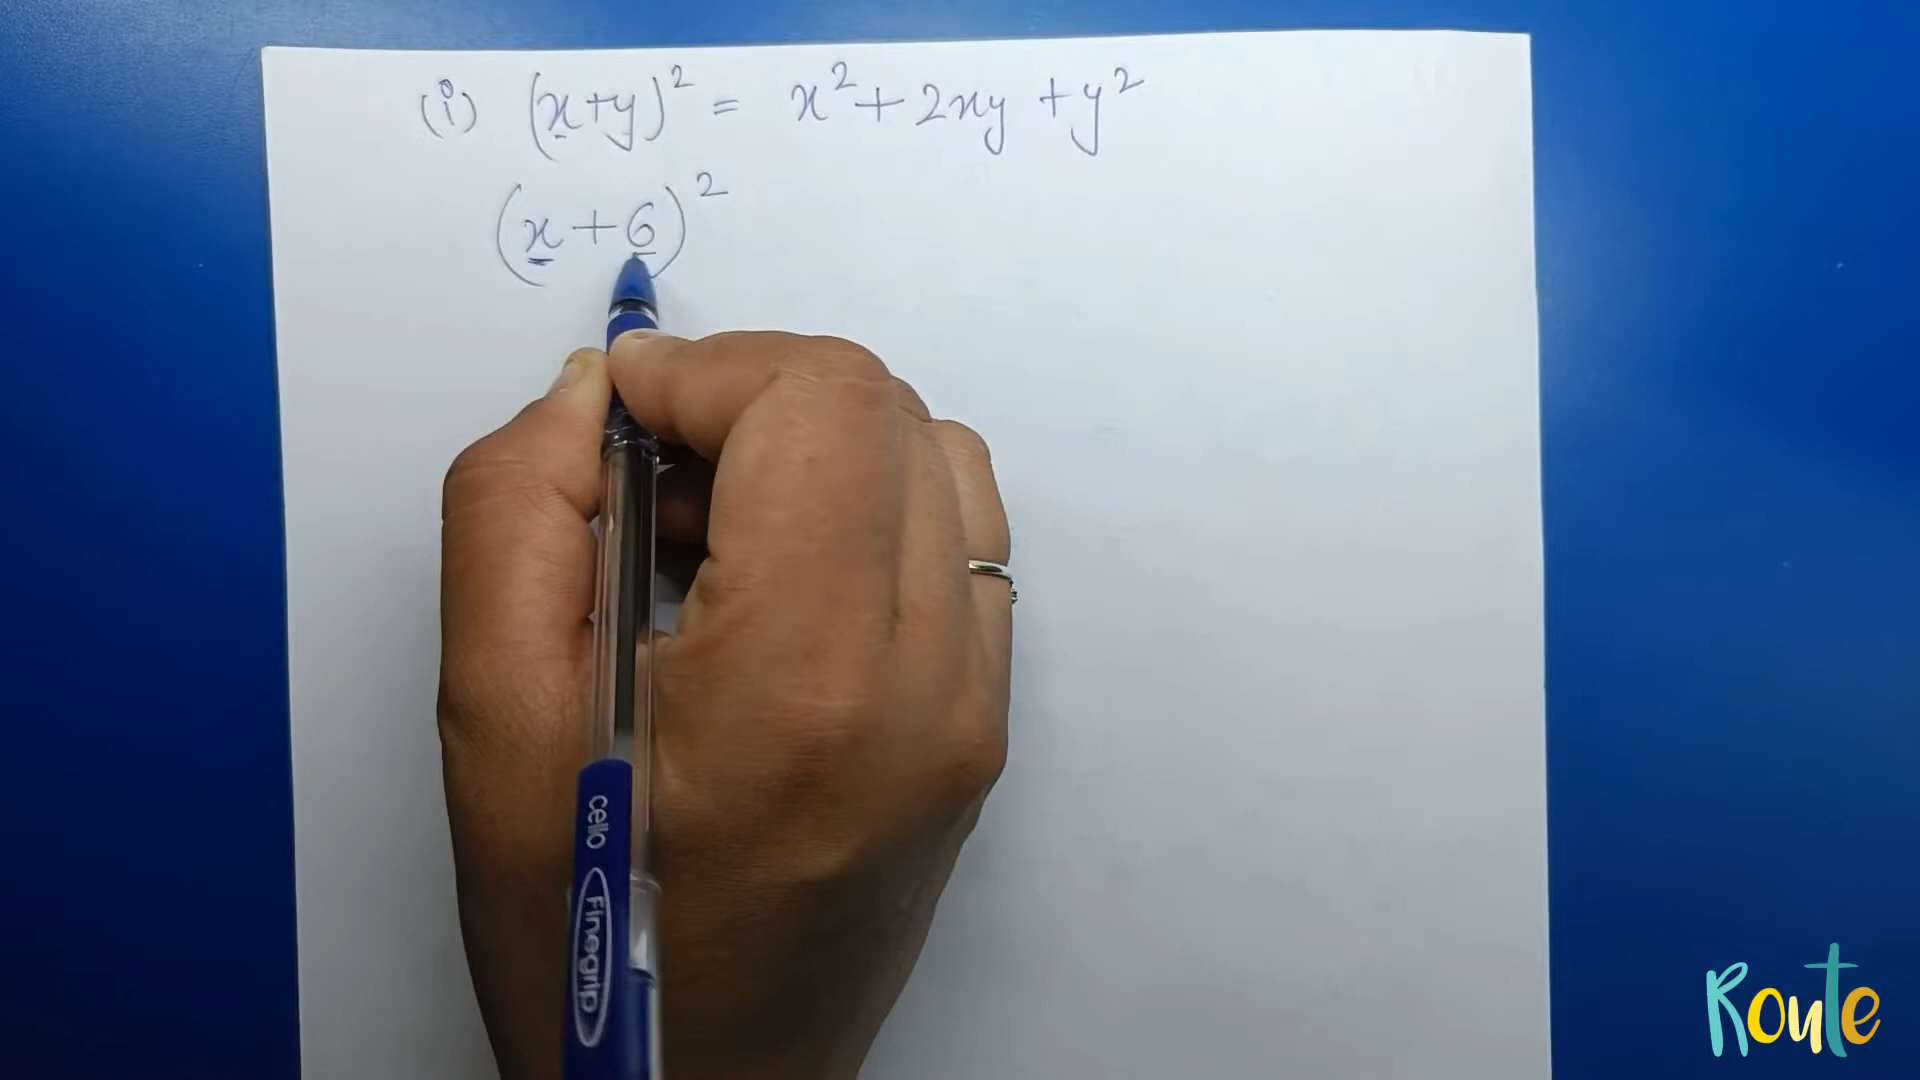 (i) (x+y)² = x² + 2xy + y²
(x + 6)²
cello Finegrip
Route